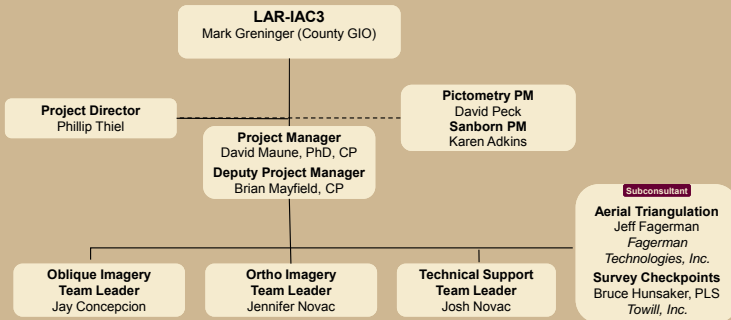 LAR-IAC3
Mark Greninger (County GIO)
Project Director
Phillip Thiel
Pictometry PM
David Peck
Sanborn PM
Karen Adkins
Project Manager
David Maune, PhD, CP
Deputy Project Manager
Brian Mayfield, CP
Subconsultant
Aerial Triangulation
Jeff Fagerman
Fagerman
Technologies, Inc.
Survey Checkpoints
Bruce Hunsaker, PLS
Towill, Inc.
Oblique Imagery
Team Leader
Jay Concepcion
Ortho Imagery
Team Leader
Jennifer Novac
Technical Support
Team Leader
Josh Novac